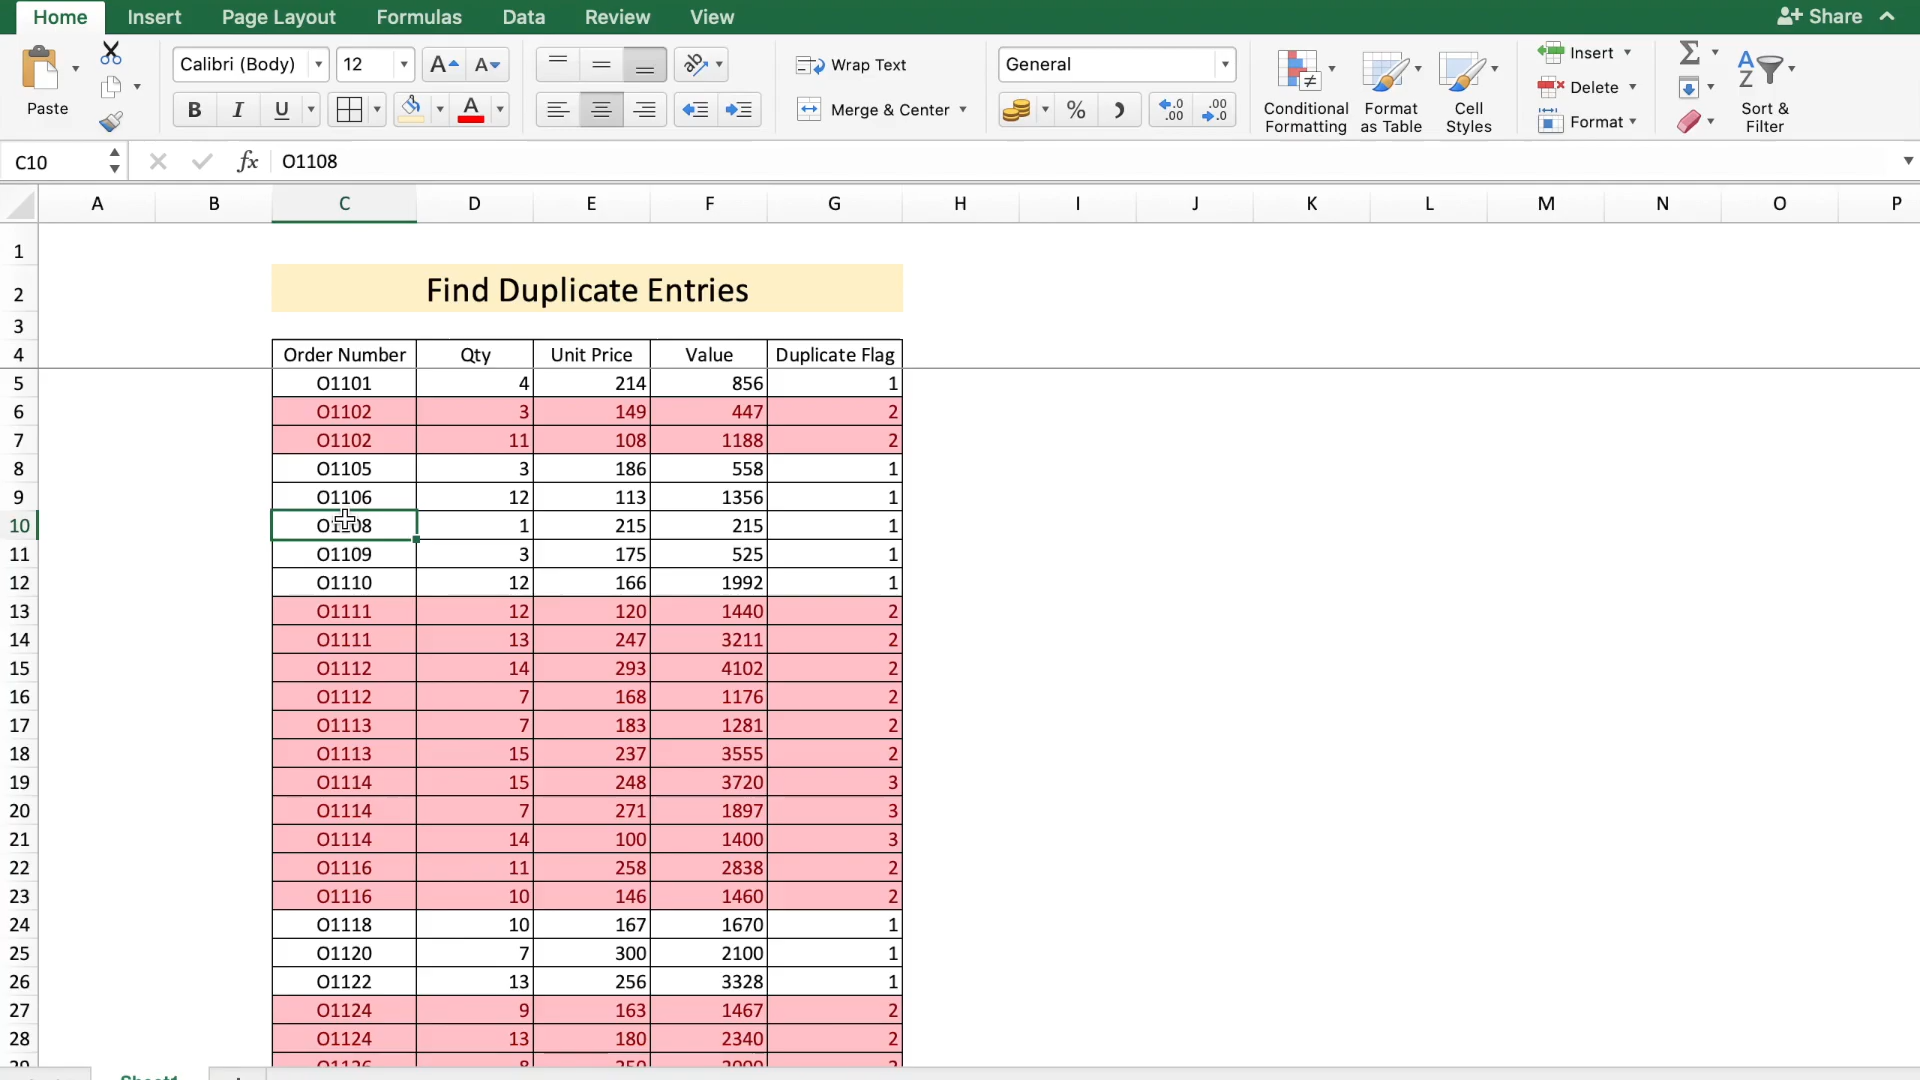 Home Insert Page Layout Formulas Data Review View Share
Calibri (Body) 12 A A Wrap Text General Insert
Paste Delete
B I U A Merge & Center % Conditional Formatting Format as Table Cell Styles Format Sort & Filter
C10 fx O1108
A B C D E F G H I J K L M N O P
1
2 Find Duplicate Entries
3
4 Order Number Qty Unit Price Value Duplicate Flag
5 O1101 4 214 856 1
6 O1102 3 149 447 2
7 O1102 11 108 1188 2
8 O1105 3 186 558 1
9 O1106 12 113 1356 1
10 O1108 1 215 215 1
11 O1109 3 175 525 1
12 O1110 12 166 1992 1
13 O1111 12 120 1440 2
14 O1111 13 247 3211 2
15 O1112 14 293 4102 2
16 O1112 7 168 1176 2
17 O1113 7 183 1281 2
18 O1113 15 237 3555 2
19 O1114 15 248 3720 3
20 O1114 7 271 1897 3
21 O1114 14 100 1400 3
22 O1116 11 258 2838 2
23 O1116 10 146 1460 2
24 O1118 10 167 1670 1
25 O1120 7 300 2100 1
26 O1122 13 256 3328 1
27 O1124 9 163 1467 2
28 O1124 13 180 2340 2
Sheet1